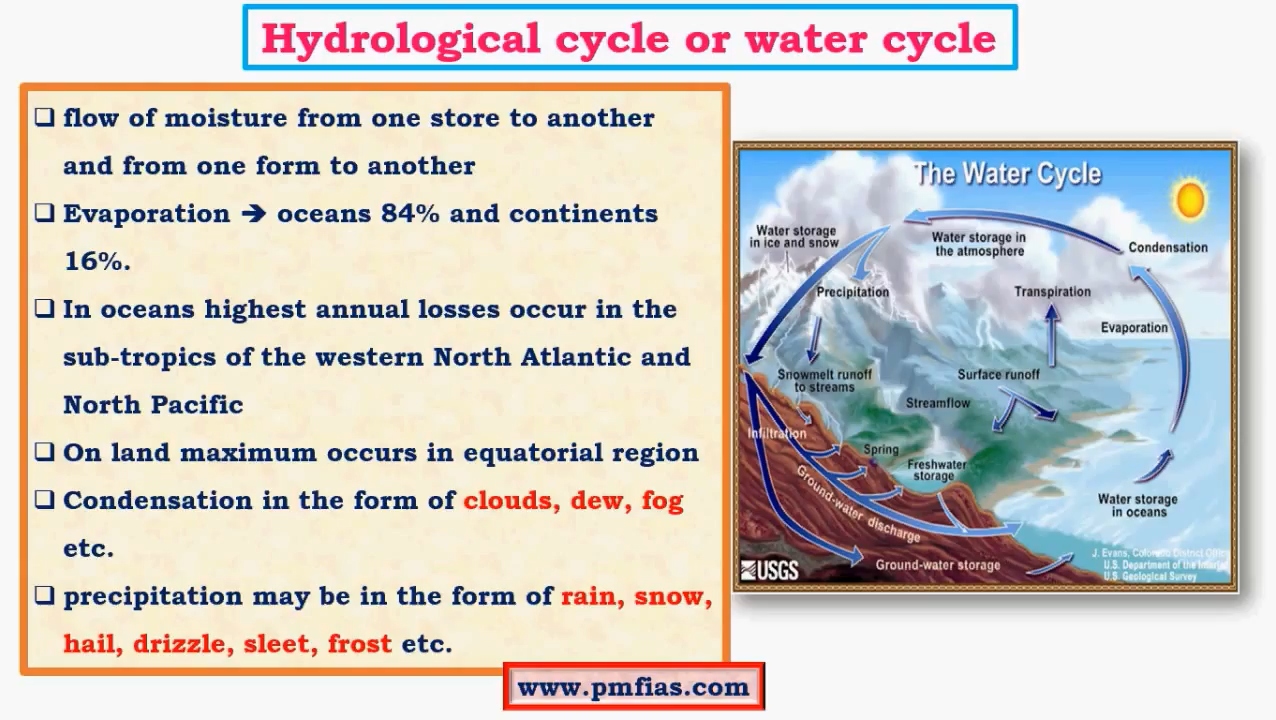 Hydrological cycle or water cycle
❑ flow of moisture from one store to another
and from one form to another
❑ Evaporation ➔ oceans 84% and continents
16%.
❑ In oceans highest annual losses occur in the
sub-tropics of the western North Atlantic and
North Pacific
❑ On land maximum occurs in equatorial region
❑ Condensation in the form of clouds, dew, fog
etc.
❑ precipitation may be in the form of rain, snow,
hail, drizzle, sleet, frost etc.
www.pmfias.com
The Water Cycle
Water storage
in ice and snow
Water storage in
the atmosphere
Condensation
Precipitation
Transpiration
Evaporation
Snowmelt runoff
to streams
Surface runoff
Streamflow
Infiltration
Spring
Freshwater
storage
Ground-water discharge
Water storage
in oceans
Ground-water storage
USGS
J. Evans, Colorado District
U.S. Department of the
U.S. Geological Survey